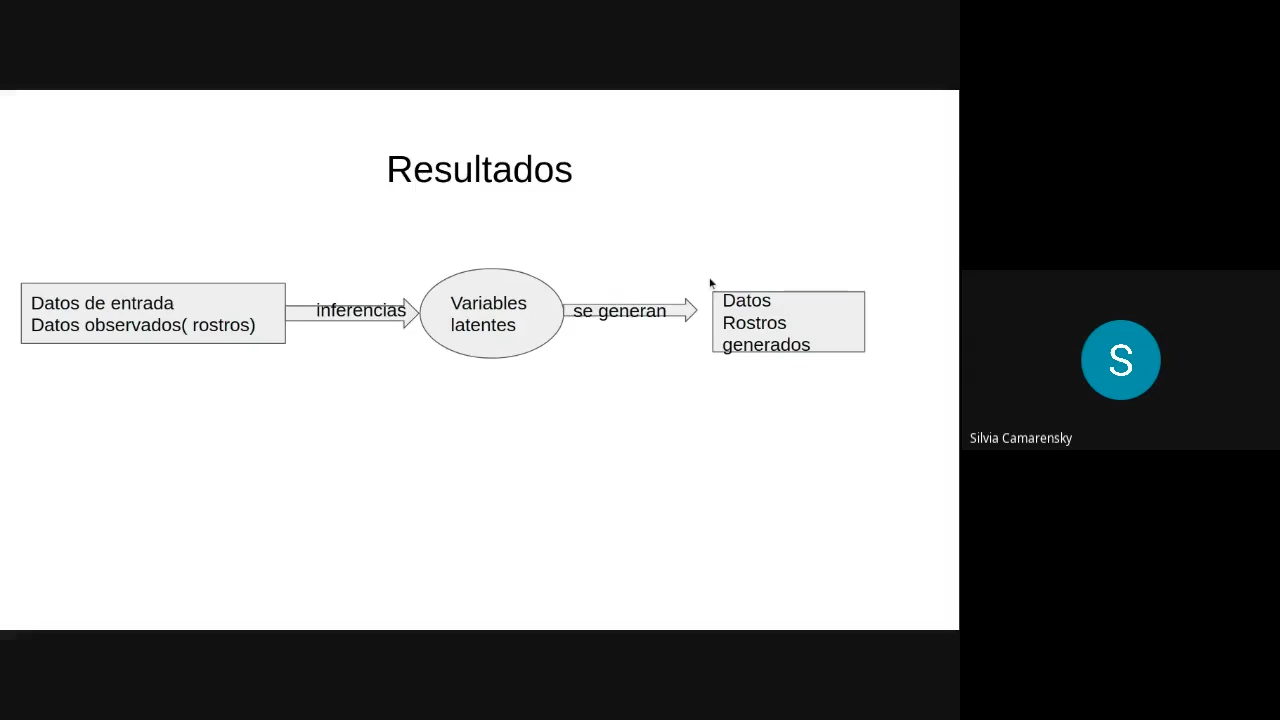 Resultados
Datos de entrada
Datos observados( rostros)
inferencias
Variables
latentes
se generan
Datos
Rostros
generados
S
Silvia Camarensky